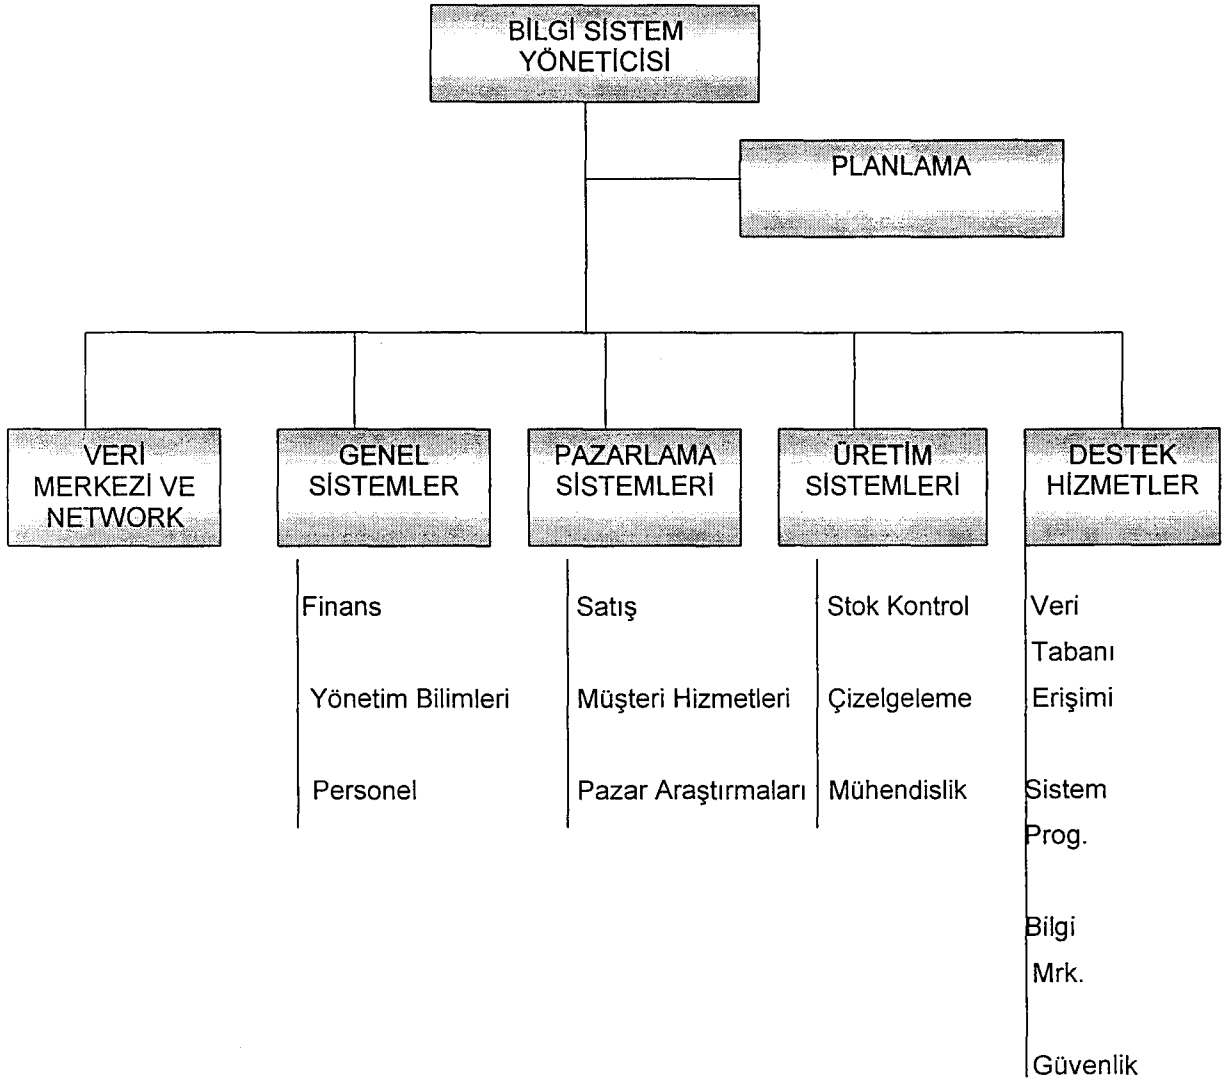 BİLGİ SİSTEM
YÖNETİCİSİ
PLANLAMA
VERİ
MERKEZİ VE
NETWORK
GENEL
SİSTEMLER
PAZARLAMA
SİSTEMLERİ
ÜRETİM
SİSTEMLERİ
DESTEK
HİZMETLER
Finans
Yönetim Bilimleri
Personel
Satış
Müşteri Hizmetleri
Pazar Araştırmaları
Stok Kontrol
Çizelgeleme
Mühendislik
Veri
Tabanı
Erişimi
Sistem
Prog.
Bilgi
Mrk.
Güvenlik